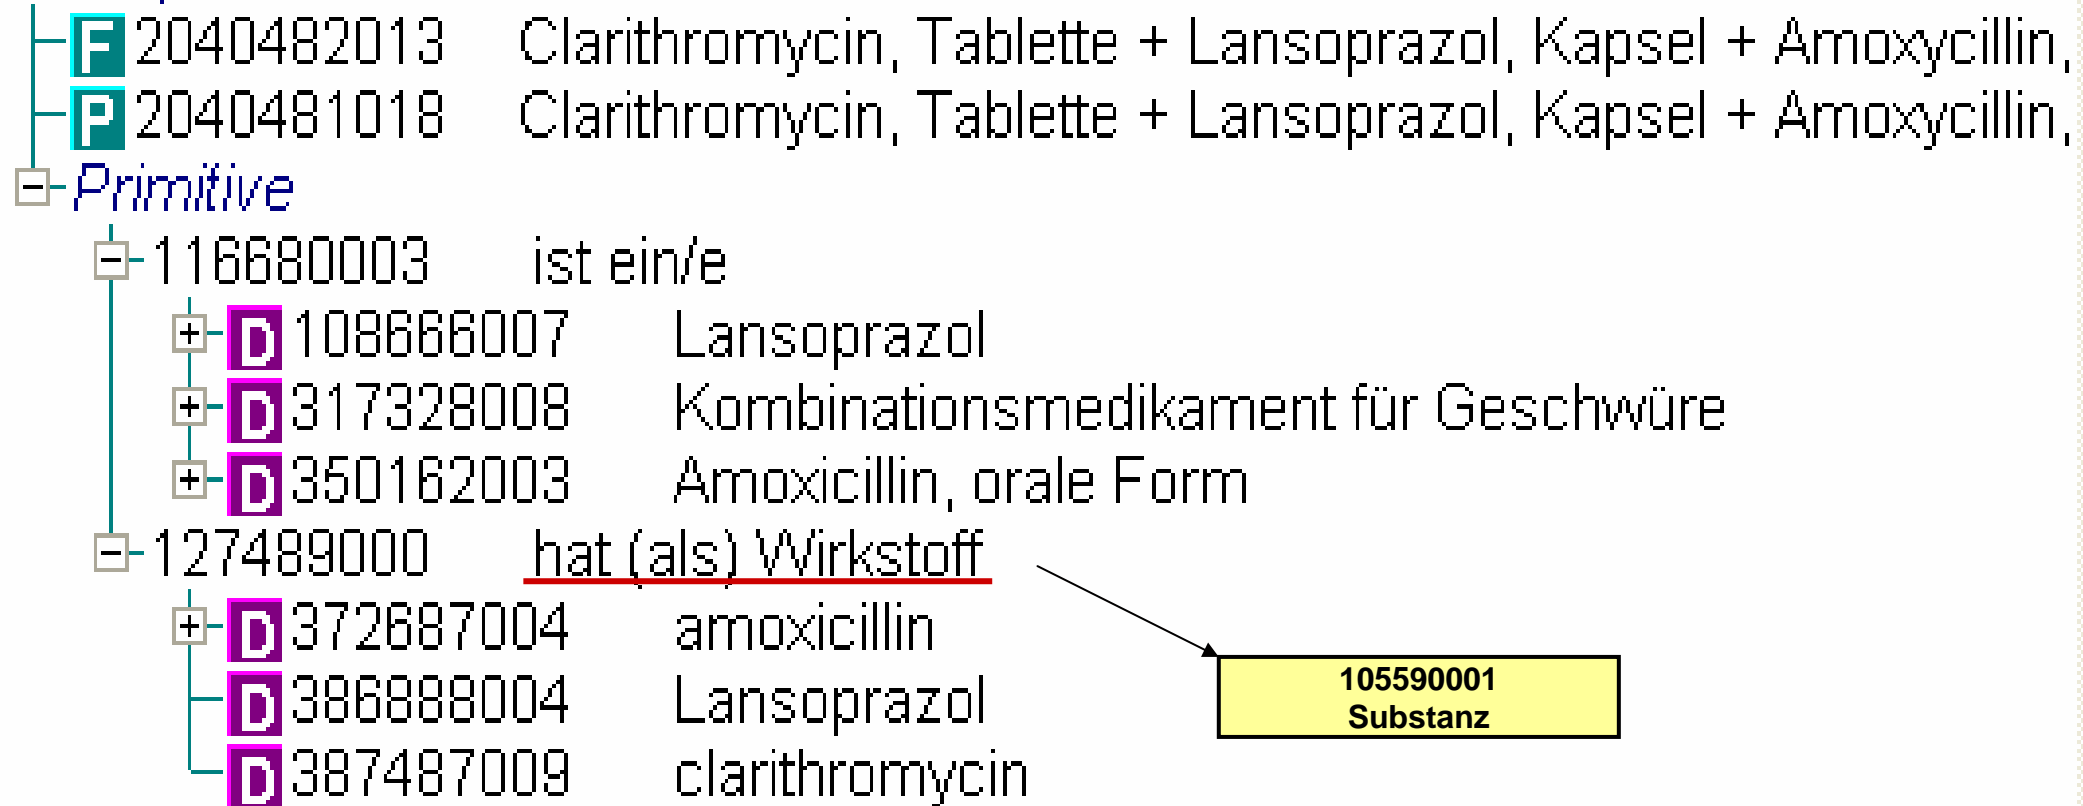 F 2040482013 Clarithromycin, Tablette + Lansoprazol, Kapsel + Amoxycillin,
P 2040481018 Clarithromycin, Tablette + Lansoprazol, Kapsel + Amoxycillin,
Primitive
116680003 ist ein/e
D 108666007 Lansoprazol
D 317328008 Kombinationsmedikament für Geschwüre
D 350162003 Amoxicillin, orale Form
127489000 hat (als) Wirkstoff
D 372687004 amoxicillin
105590001
Substanz
D 386888004 Lansoprazol
D 387487009 clarithromycin